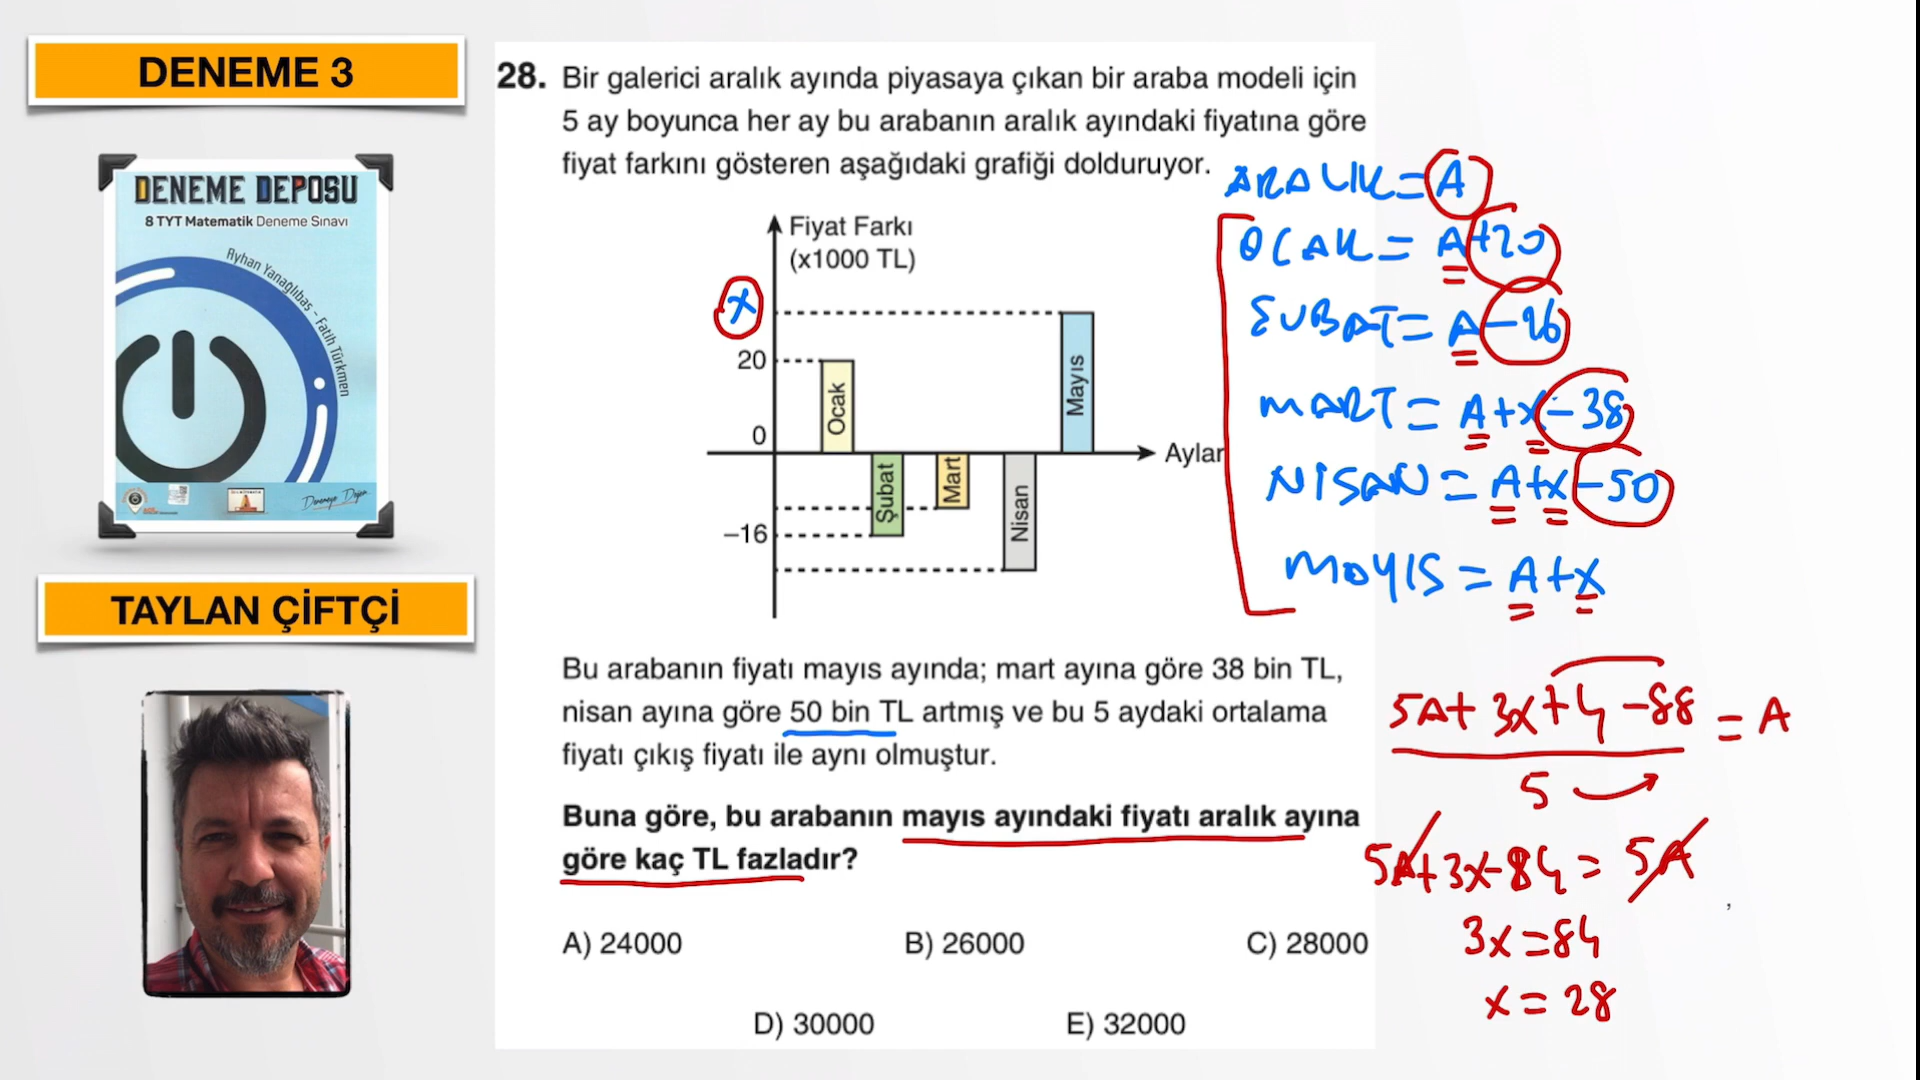 DENEME 3
DENEME DEPOSU
8 TYT Matematik Deneme Sınavı
Ayhan Yanağlıbaş - Fatih Türkmen
TAYLAN ÇİFTÇİ
28. Bir galerici aralık ayında piyasaya çıkan bir araba modeli için
5 ay boyunca her ay bu arabanın aralık ayındaki fiyatına göre
fiyat farkını gösteren aşağıdaki grafiği dolduruyor.
Fiyat Farkı
(x1000 TL)
x
20
0
-16
Ocak
Şubat
Mart
Nisan
Mayıs
Aylar
ARALIK = A
OCAK = A+20
ŞUBAT = A-16
MART = A+x-38
NİSAN = A+x-50
MAYIS = A+x
Bu arabanın fiyatı mayıs ayında; mart ayına göre 38 bin TL,
nisan ayına göre 50 bin TL artmış ve bu 5 aydaki ortalama
fiyatı çıkış fiyatı ile aynı olmuştur.
Buna göre, bu arabanın mayıs ayındaki fiyatı aralık ayına
göre kaç TL fazladır?
A) 24000 B) 26000 C) 28000
D) 30000 E) 32000
5A+3x+4-88 = A
5
5A+3x-84 = 5A
3x=84
x=28